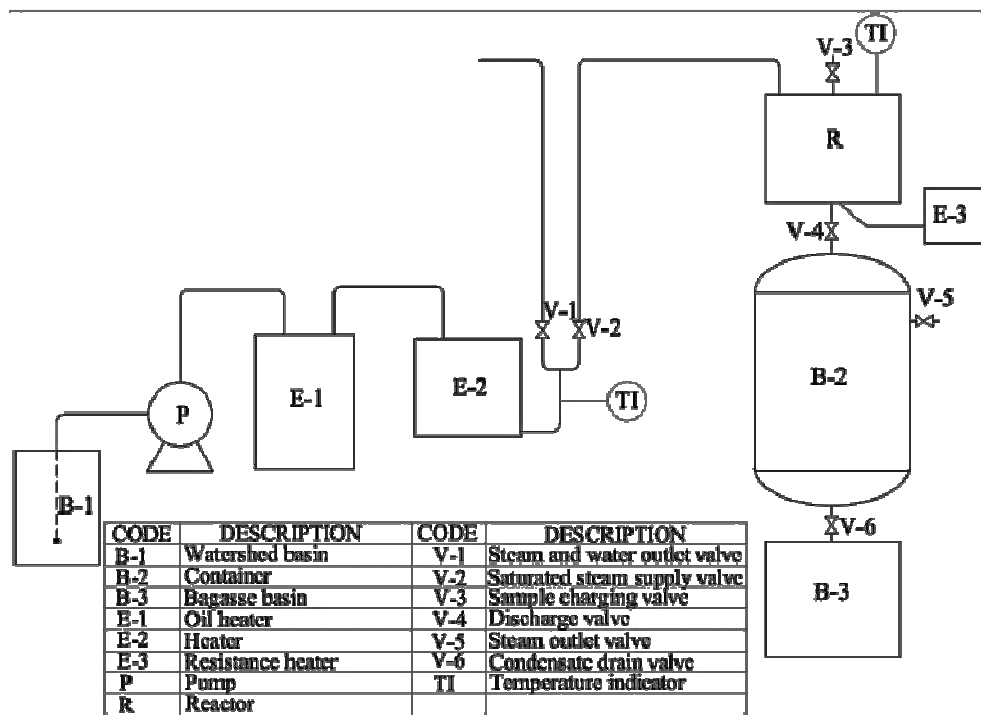 TI
V-3
R
E-3
V-4
V-5
V-1
V-2
B-2
E-1
E-2
TI
P
B-1
V-6
B-3
CODE DESCRIPTION CODE DESCRIPTION
B-1 Watershed basin V-1 Steam and water outlet valve
B-2 Container V-2 Saturated steam supply valve
B-3 Bagasse basin V-3 Sample charging valve
E-1 Oil heater V-4 Discharge valve
E-2 Heater V-5 Steam outlet valve
E-3 Resistance heater V-6 Condensate drain valve
P Pump TI Temperature indicator
R Reactor